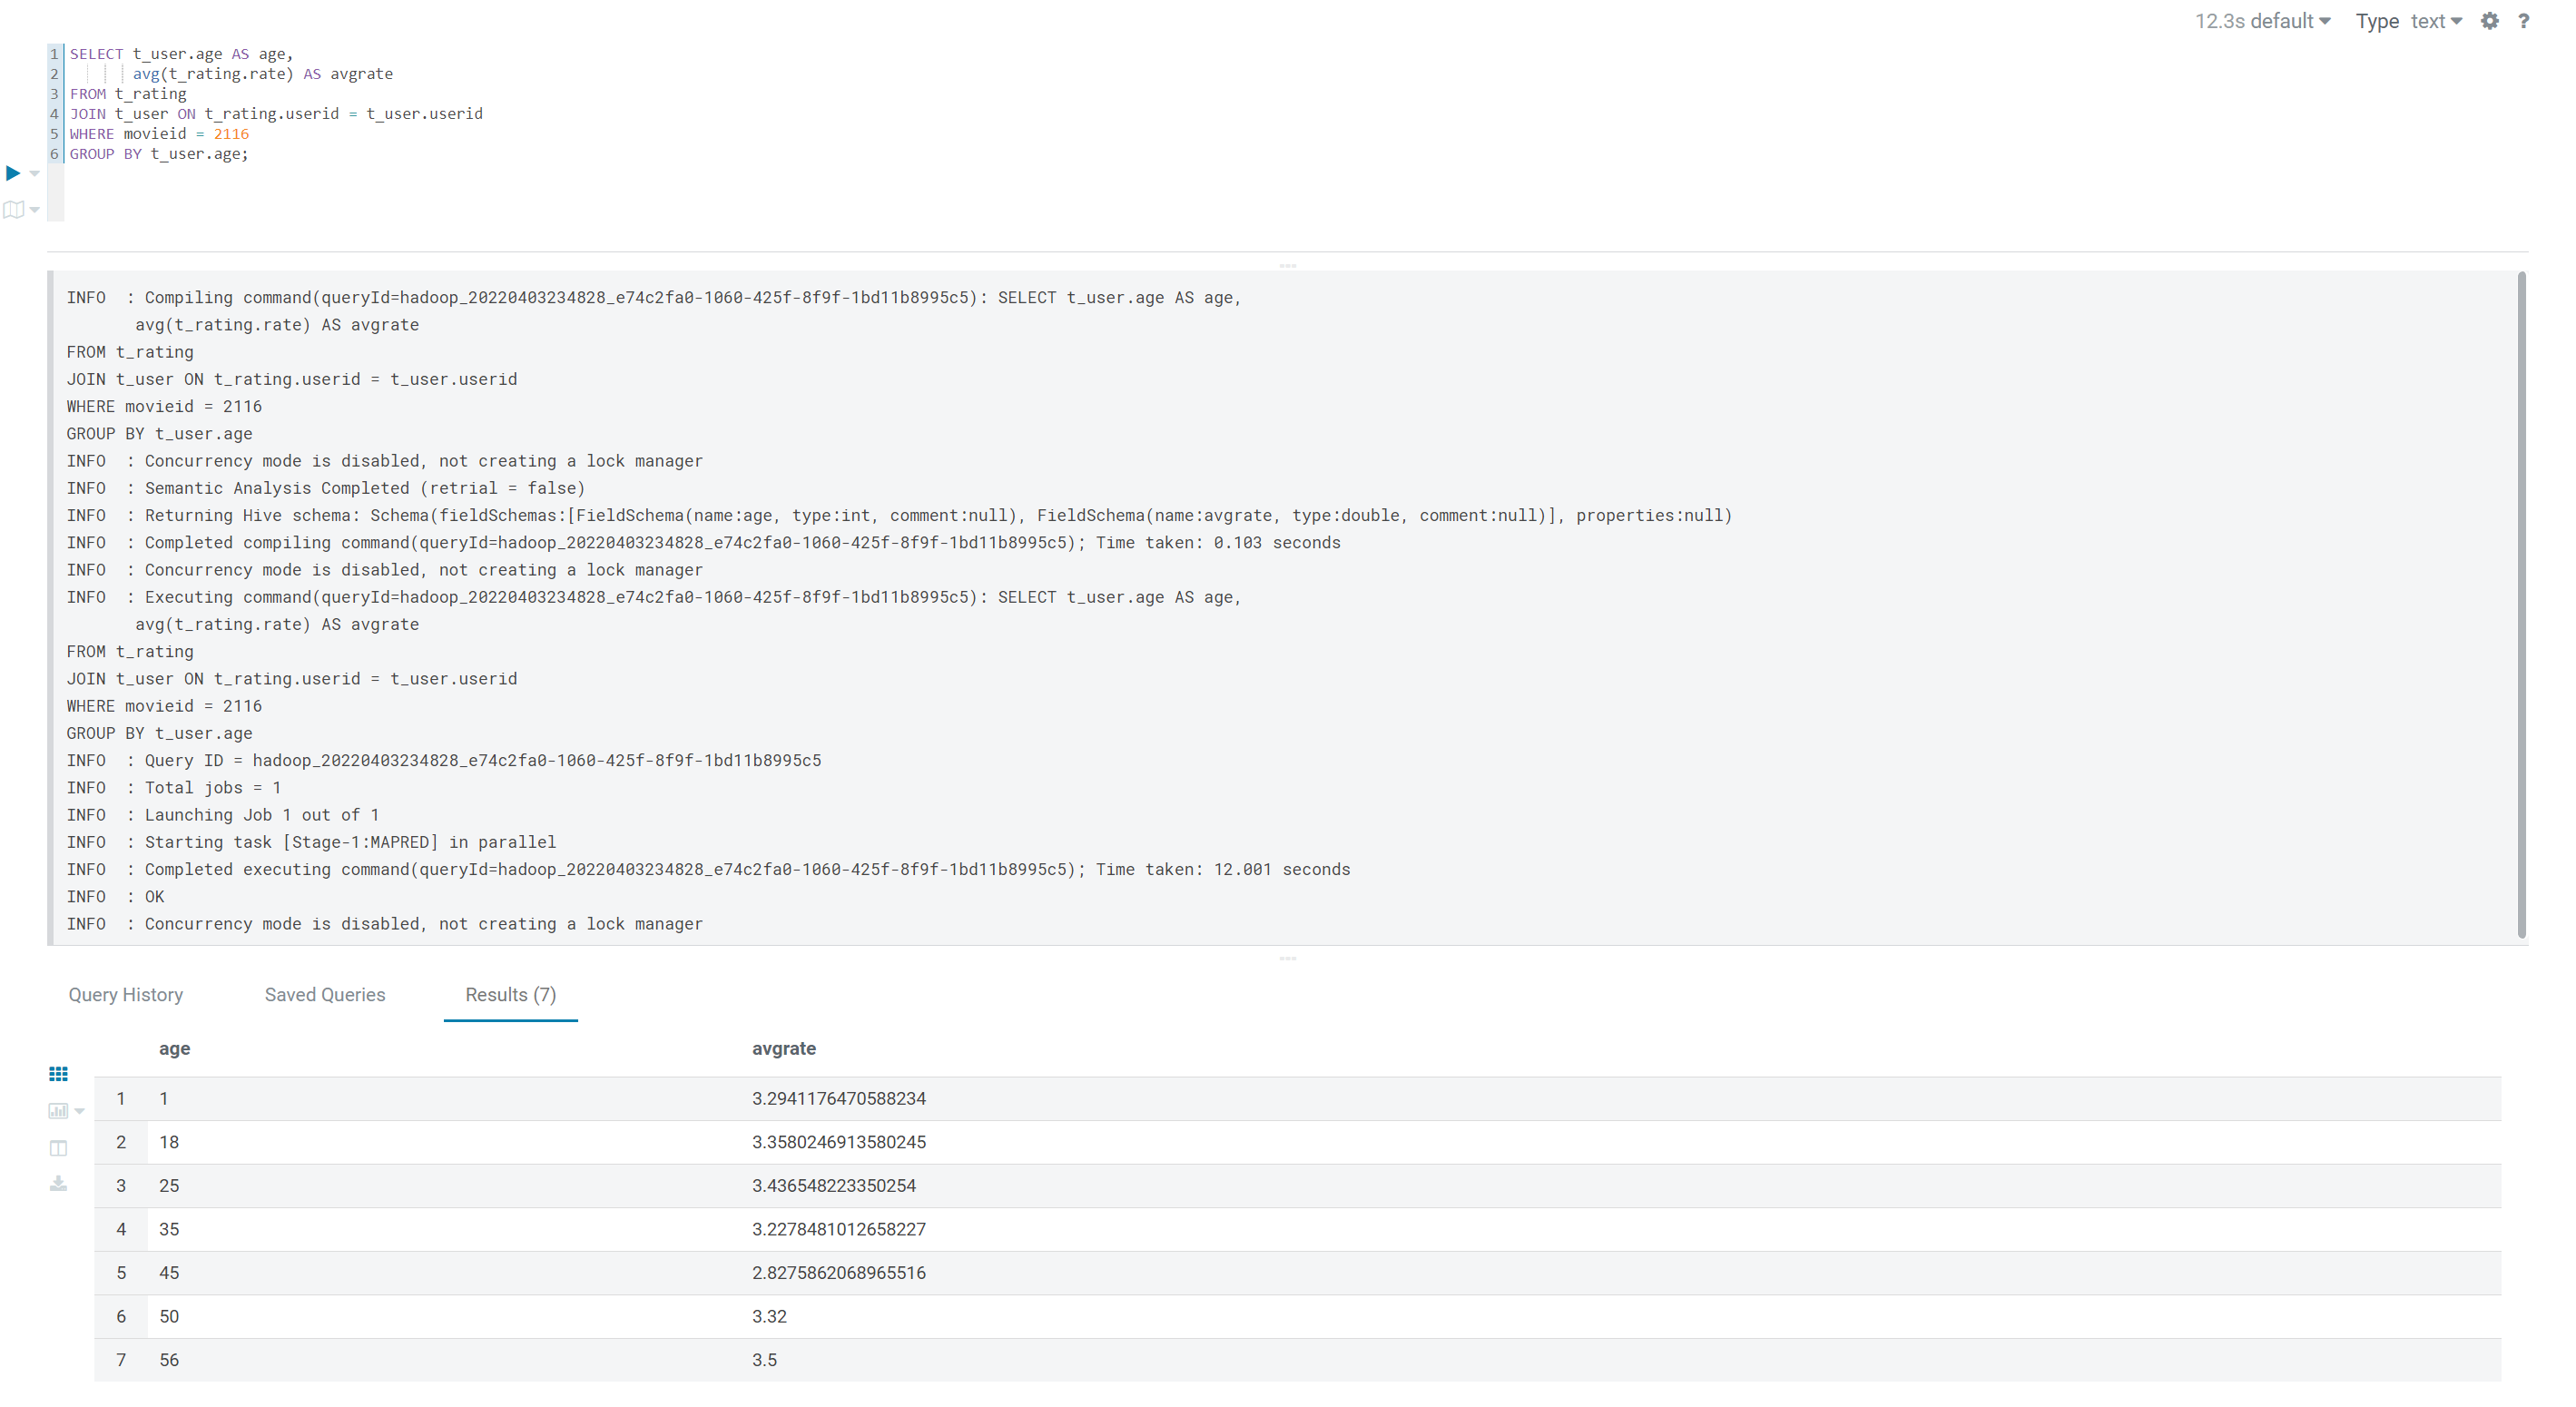 12.3s default Type text ?
1 SELECT t_user.age AS age,
2 avg(t_rating.rate) AS avgrate
3 FROM t_rating
4 JOIN t_user ON t_rating.userid = t_user.userid
5 WHERE movieid = 2116
6 GROUP BY t_user.age;
INFO  : Compiling command(queryId=hadoop_20220403234828_e74c2fa0-1060-425f-8f9f-1bd11b8995c5): SELECT t_user.age AS age,
avg(t_rating.rate) AS avgrate
FROM t_rating
JOIN t_user ON t_rating.userid = t_user.userid
WHERE movieid = 2116
GROUP BY t_user.age
INFO  : Concurrency mode is disabled, not creating a lock manager
INFO  : Semantic Analysis Completed (retrial = false)
INFO  : Returning Hive schema: Schema(fieldSchemas:[FieldSchema(name:age, type:int, comment:null), FieldSchema(name:avgrate, type:double, comment:null)], properties:null)
INFO  : Completed compiling command(queryId=hadoop_20220403234828_e74c2fa0-1060-425f-8f9f-1bd11b8995c5); Time taken: 0.103 seconds
INFO  : Concurrency mode is disabled, not creating a lock manager
INFO  : Executing command(queryId=hadoop_20220403234828_e74c2fa0-1060-425f-8f9f-1bd11b8995c5): SELECT t_user.age AS age,
avg(t_rating.rate) AS avgrate
FROM t_rating
JOIN t_user ON t_rating.userid = t_user.userid
WHERE movieid = 2116
GROUP BY t_user.age
INFO  : Query ID = hadoop_20220403234828_e74c2fa0-1060-425f-8f9f-1bd11b8995c5
INFO  : Total jobs = 1
INFO  : Launching Job 1 out of 1
INFO  : Starting task [Stage-1:MAPRED] in parallel
INFO  : Completed executing command(queryId=hadoop_20220403234828_e74c2fa0-1060-425f-8f9f-1bd11b8995c5); Time taken: 12.001 seconds
INFO  : OK
INFO  : Concurrency mode is disabled, not creating a lock manager
Query History Saved Queries Results (7)
age avgrate
1 1 3.2941176470588234
2 18 3.3580246913580245
3 25 3.436548223350254
4 35 3.2278481012658227
5 45 2.8275862068965516
6 50 3.32
7 56 3.5